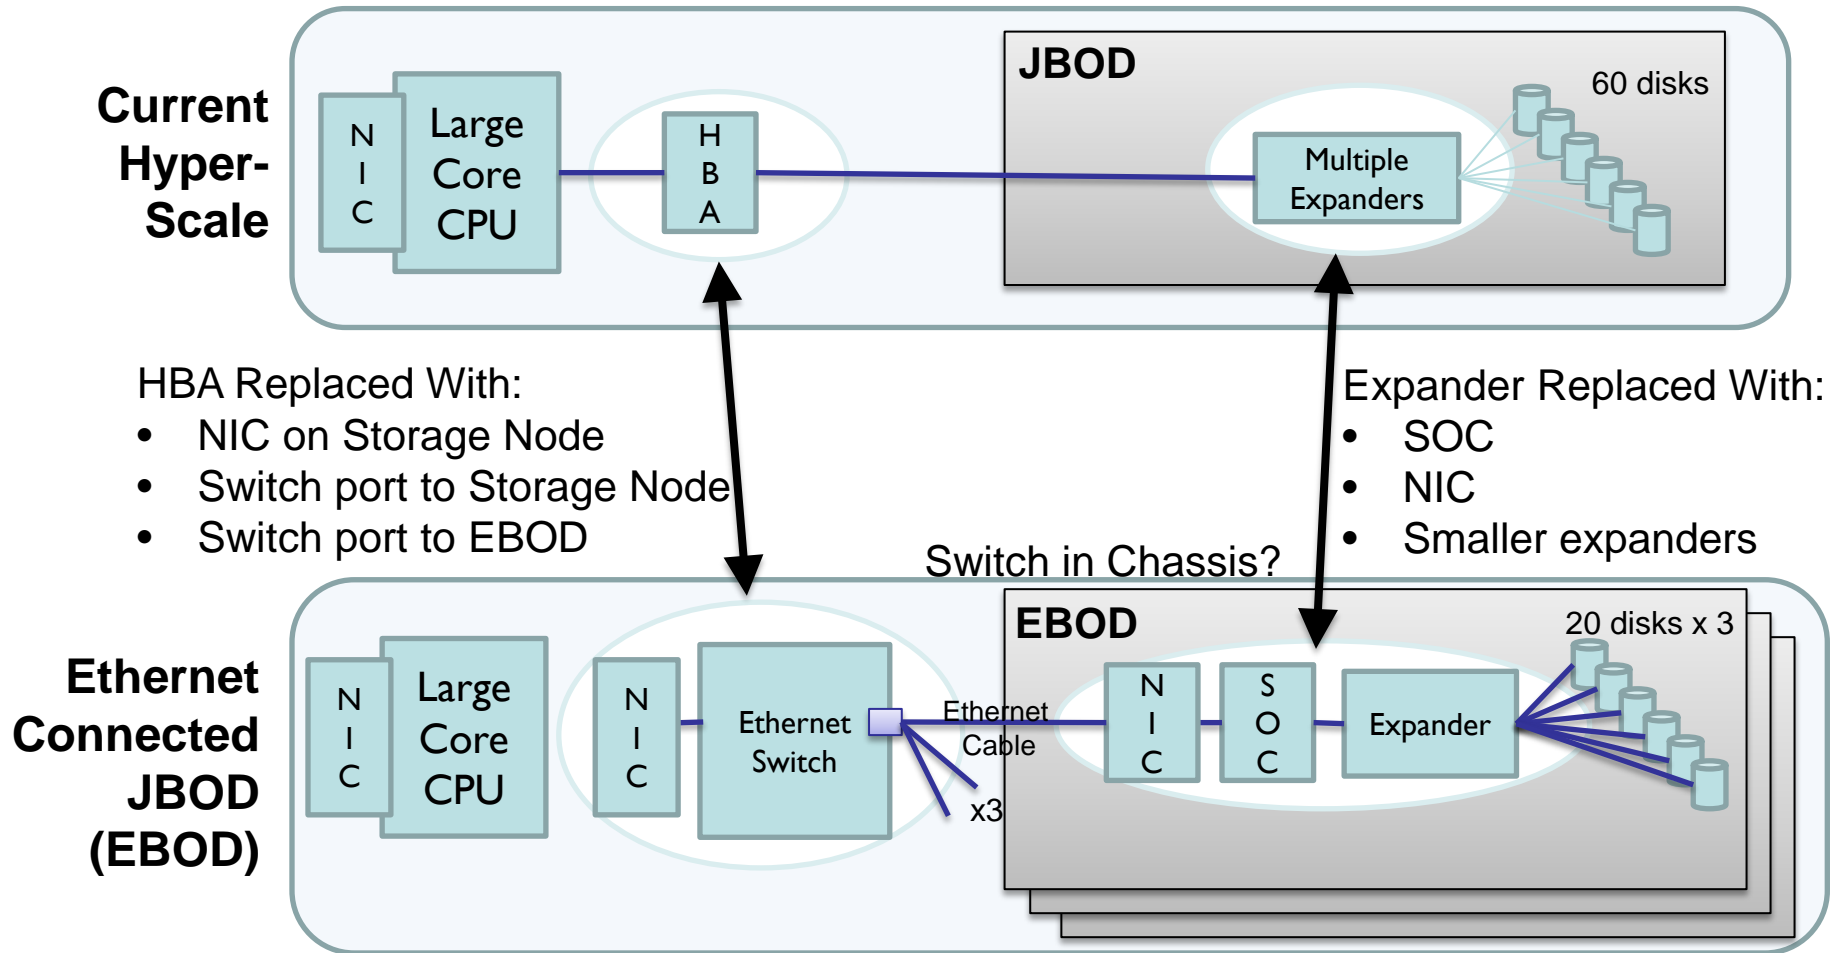 Current
Hyper-
Scale
N
I
C
Large
Core
CPU
H
B
A
JBOD
60 disks
Multiple
Expanders
HBA Replaced With:
• NIC on Storage Node
• Switch port to Storage Node
• Switch port to EBOD
Expander Replaced With:
• SOC
• NIC
• Smaller expanders
Switch in Chassis?
Ethernet
Connected
JBOD
(EBOD)
N
I
C
Large
Core
CPU
N
I
C
Ethernet
Switch
Ethernet
Cable
x3
EBOD
20 disks x 3
N
I
C
S
O
C
Expander